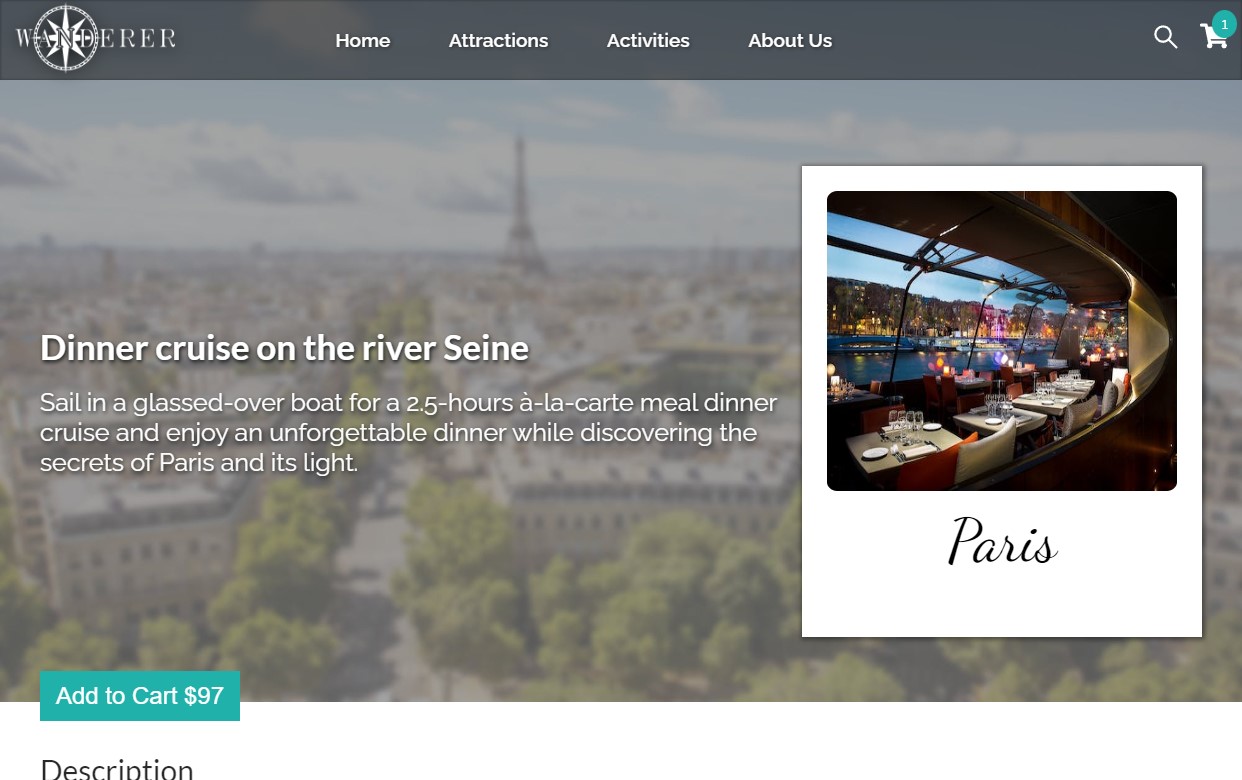 WANDERER
Home
Attractions
Activities
About Us
1
Dinner cruise on the river Seine
Sail in a glassed-over boat for a 2.5-hours à-la-carte meal dinner
cruise and enjoy an unforgettable dinner while discovering the
secrets of Paris and its light.
Paris
Add to Cart $97
Description